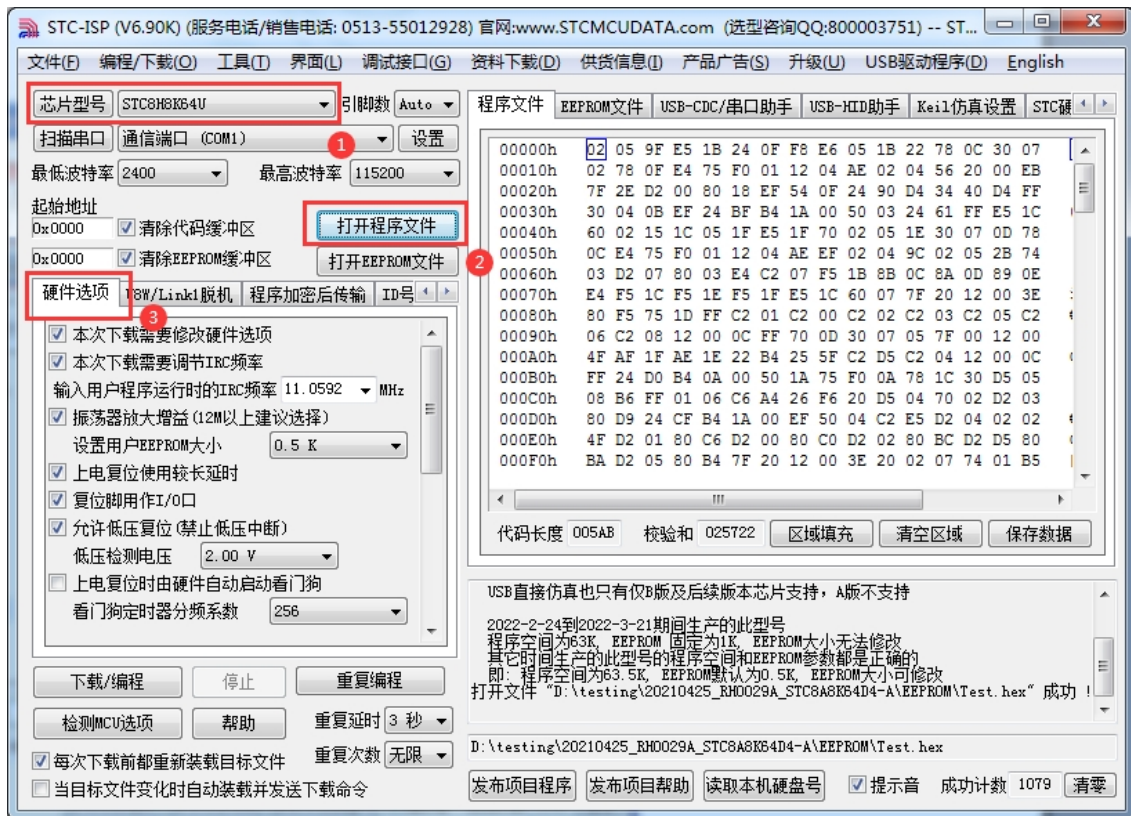 STC-ISP (V6.90K) (服务电话/销售电话: 0513-55012928) 官网:www.STCMCUDATA.com (选型咨询QQ:800003751) -- ST...
文件(F) 编程/下载(O) 工具(T) 界面(L) 调试接口(G) 资料下载(D) 供货信息(I) 产品广告(S) 升级(U) USB驱动程序(D) English
芯片型号 STC8H8K64U 引脚数 Auto
扫描串口 通信端口 (COM1) 设置
1
最低波特率 2400 最高波特率 115200
起始地址
0x0000 清除代码缓冲区 打开程序文件
0x0000 清除EEPROM缓冲区 打开EEPROM文件
2
硬件选项 U8W/Link1脱机 程序加密后传输 ID号
3
本次下载需要修改硬件选项
本次下载需要调节IRC频率
输入用户程序运行时的IRC频率 11.0592 MHz
振荡器放大增益(12M以上建议选择)
设置用户EEPROM大小 0.5 K
上电复位使用较长延时
复位脚用作I/O口
允许低压复位(禁止低压中断)
低压检测电压 2.00 V
上电复位时由硬件自动启动看门狗
看门狗定时器分频系数 256
下载/编程 停止 重复编程
检测MCU选项 帮助 重复延时 3 秒
每次下载前都重新装载目标文件 重复次数 无限
当目标文件变化时自动装载并发送下载命令
程序文件 EEPROM文件 USB-CDC/串口助手 USB-HID助手 Keil仿真设置 STC硬
00000h 02 05 9F E5 1B 24 0F F8 E6 05 1B 22 78 0C 30 07
00010h 02 78 0F E4 75 F0 01 12 04 AE 02 04 56 20 00 EB
00020h 7F 2E D2 00 80 18 EF 54 0F 24 90 D4 34 40 D4 FF
00030h 30 04 0B EF 24 BF B4 1A 00 50 03 24 61 FF E5 1C
00040h 60 02 15 1C 05 1F E5 1F 70 02 05 1E 30 07 0D 78
00050h 0C E4 75 F0 01 12 04 AE EF 02 04 9C 02 05 2B 74
00060h 03 D2 07 80 03 E4 C2 07 F5 1B 8B 0C 8A 0D 89 0E
00070h E4 F5 1C F5 1E F5 1F E5 1C 60 07 7F 20 12 00 3E
00080h 80 F5 75 1D FF C2 01 C2 00 C2 02 C2 03 C2 05 C2
00090h 06 C2 08 12 00 0C FF 70 0D 30 07 05 7F 00 12 00
000A0h 4F AF 1F AE 1E 22 B4 25 5F C2 D5 C2 04 12 00 0C
000B0h FF 24 D0 B4 0A 00 50 1A 75 F0 0A 78 1C 30 D5 05
000C0h 08 B6 FF 01 06 C6 A4 26 F6 20 D5 04 70 02 D2 03
000D0h 80 D9 24 CF B4 1A 00 EF 50 04 C2 E5 D2 04 02 02
000E0h 4F D2 01 80 C6 D2 00 80 C0 D2 02 80 BC D2 D5 80
000F0h BA D2 05 80 B4 7F 20 12 00 3E 20 02 07 74 01 B5
代码长度 005AB 校验和 025722 区域填充 清空区域 保存数据
USB直接仿真也只有仅B版及后续版本芯片支持，A版不支持
2022-2-24到2022-3-21期间生产的此型号
程序空间为63K, EEPROM 固定为1K, EEPROM大小无法修改
其它时间生产的此型号的程序空间和EEPROM参数都是正确的
即: 程序空间为63.5K, EEPROM默认为0.5K, EEPROM大小可修改
打开文件 “D:\testing\20210425_RH0029A_STC8A8K64D4-A\EEPROM\Test.hex” 成功 !
D:\testing\20210425_RH0029A_STC8A8K64D4-A\EEPROM\Test.hex
发布项目程序 发布项目帮助 读取本机硬盘号 提示音 成功计数 1079 清零